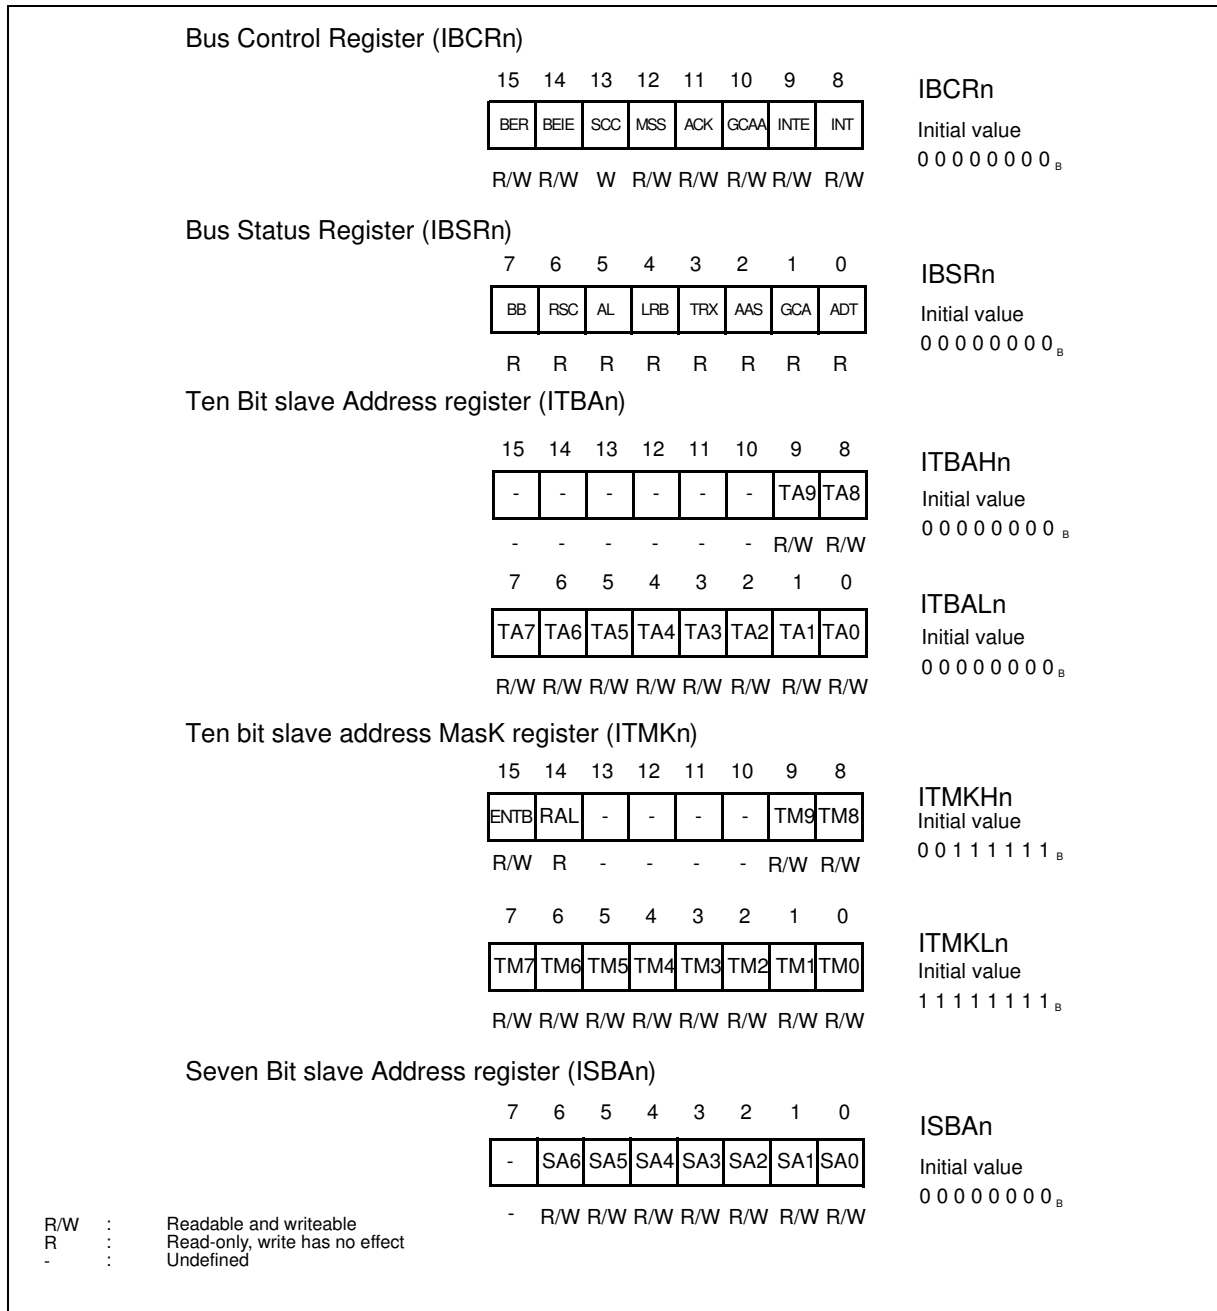 Bus Control Register (IBCRn)
15 14 13 12 11 10 9 8
IBCRn
BER BEIE SCC MSS ACK GCAA INTE INT
Initial value
0 0 0 0 0 0 0 0 B
R/W R/W W R/W R/W R/W R/W R/W
Bus Status Register (IBSRn)
7 6 5 4 3 2 1 0
IBSRn
BB RSC AL LRB TRX AAS GCA ADT
Initial value
0 0 0 0 0 0 0 0 B
R R R R R R R R
Ten Bit slave Address register (ITBAn)
15 14 13 12 11 10 9 8
ITBAHn
- - - - - - TA9 TA8
Initial value
0 0 0 0 0 0 0 0 B
- - - - - - R/W R/W
7 6 5 4 3 2 1 0
ITBALn
TA7 TA6 TA5 TA4 TA3 TA2 TA1 TA0
Initial value
0 0 0 0 0 0 0 0 B
R/W R/W R/W R/W R/W R/W R/W R/W
Ten bit slave address MasK register (ITMKn)
15 14 13 12 11 10 9 8
ITMKHn
ENTB RAL - - - - TM9 TM8
Initial value
0 0 1 1 1 1 1 1 B
R/W R - - - - R/W R/W
7 6 5 4 3 2 1 0
ITMKLn
TM7 TM6 TM5 TM4 TM3 TM2 TM1 TM0
Initial value
1 1 1 1 1 1 1 1 B
R/W R/W R/W R/W R/W R/W R/W R/W
Seven Bit slave Address register (ISBAn)
7 6 5 4 3 2 1 0
ISBAn
- SA6 SA5 SA4 SA3 SA2 SA1 SA0
Initial value
0 0 0 0 0 0 0 0 B
- R/W R/W R/W R/W R/W R/W R/W
R/W : Readable and writeable
R : Read-only, write has no effect
- : Undefined